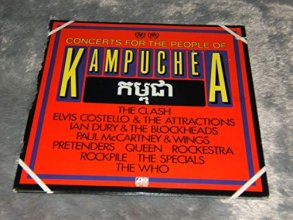 CONCERTS FOR THE PEOPLE OF
KAMPUCHEA
កម្ពុជា
THE CLASH
ELVIS COSTELLO & THE ATTRACTIONS
IAN DURY & THE BLOCKHEADS
PAUL McCARTNEY & WINGS
PRETENDERS QUEEN ROCKESTRA
ROCKPILE THE SPECIALS
THE WHO